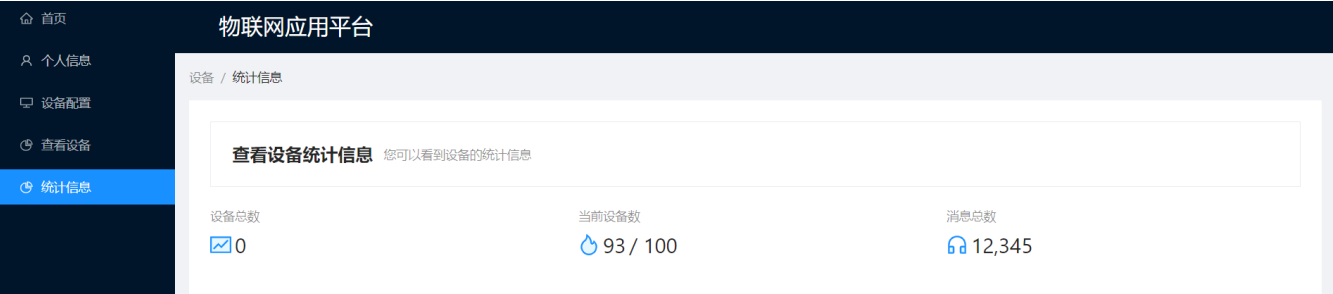 首页
个人信息
设备配置
查看设备
统计信息
物联网应用平台
设备 / 统计信息
查看设备统计信息 您可以看到设备的统计信息
设备总数 当前设备数 消息总数
0 93 / 100 12,345